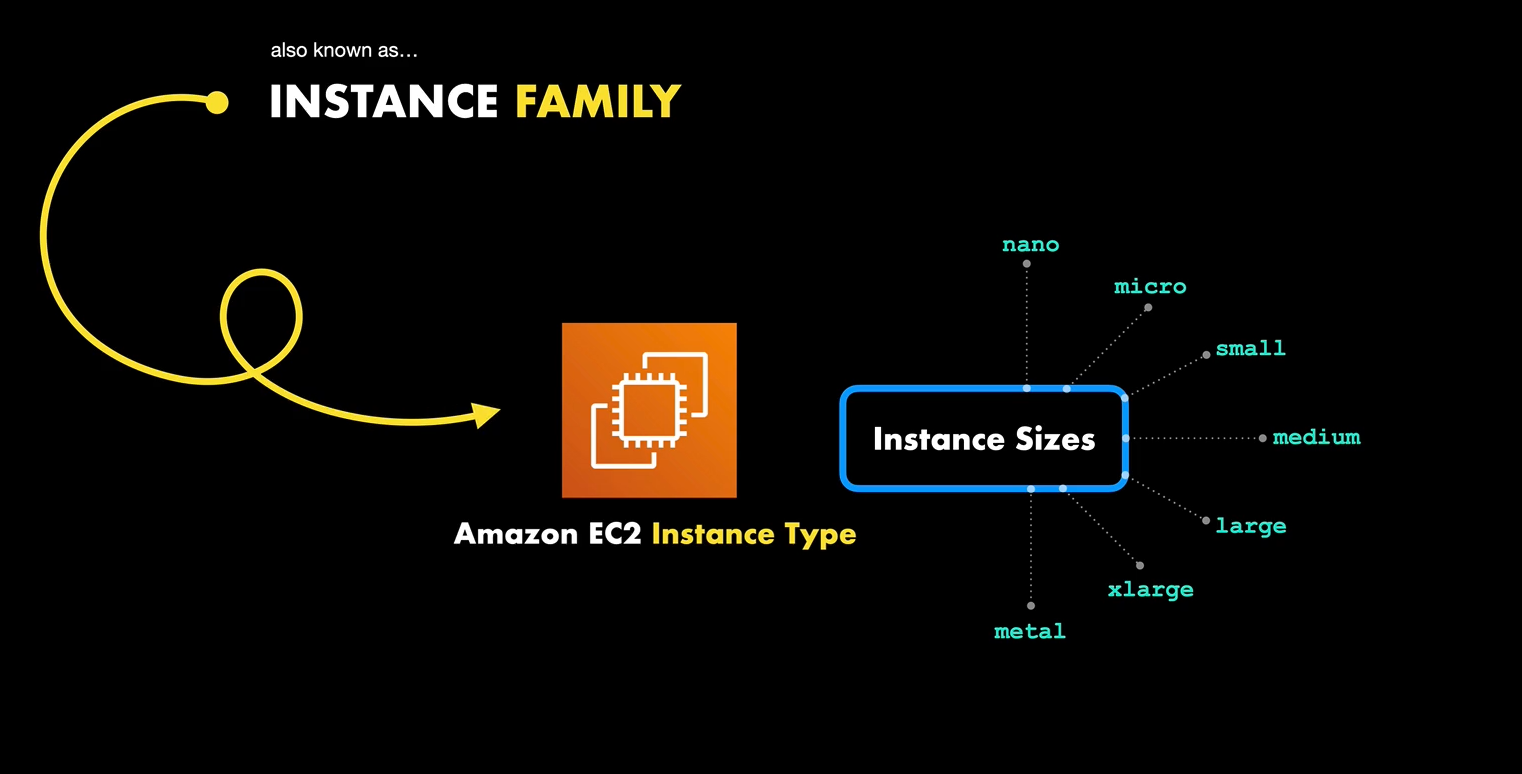 also known as...
INSTANCE FAMILY
nano
micro
small
medium
Instance Sizes
large
Amazon EC2 Instance Type
xlarge
metal